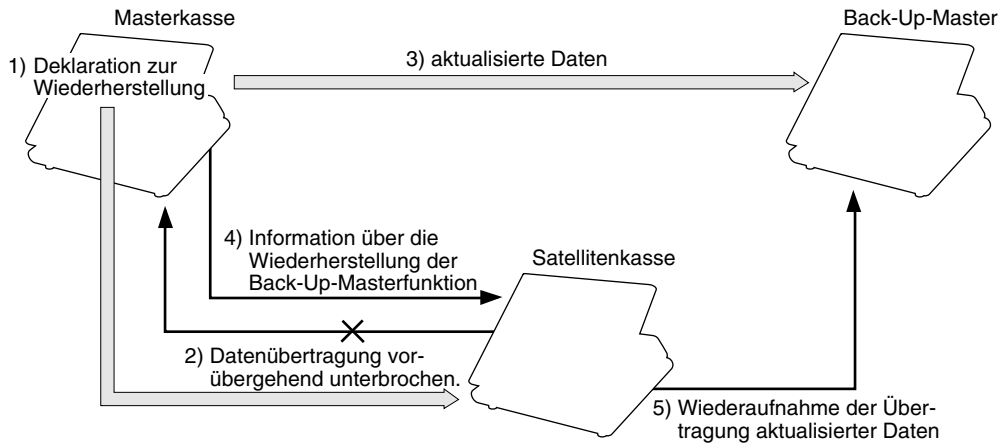 Masterkasse
Back-Up-Master
1) Deklaration zur
Wiederherstellung
3) aktualisierte Daten
4) Information über die
Wiederherstellung der
Back-Up-Masterfunktion
Satellitenkasse
2) Datenübertragung vor-
übergehend unterbrochen.
5) Wiederaufnahme der Über-
tragung aktualisierter Daten